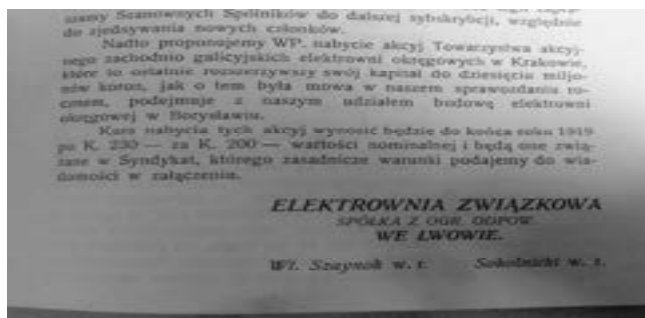 szamy Szanownych Spólników do dalszej subskrybcji, względnie
do zjedsywania nowych członków.
Nadto proponujemy WP. nabycie akcyj Towarzystwa akcyj-
nego zachodnio galicyjskich elektrowni okręgowych w Krakowie,
które to ostatnie rozszerzywszy swój kapitał do dziesięciu miljo-
nów koron, jak o tem była mowa w naszem sprawozdaniu ro-
cznem, podejmuje z naszym udziałem budowę elektrowni
okręgowej w Borysławiu.
Kurs nabycia tych akcyj wynosić będzie do końca roku 1919
po K. 230 — za K. 200 — wartości nominalnej i będą one zwią-
zane w Syndykat, którego zasadnicze warunki podajemy do wia-
domości w załączeniu.
ELEKTROWNIA ZWIĄZKOWA
SPÓŁKA Z OGR. ODPOW.
WE LWOWIE.
Wł. Szaynok w. r. Sokolnicki w. r.